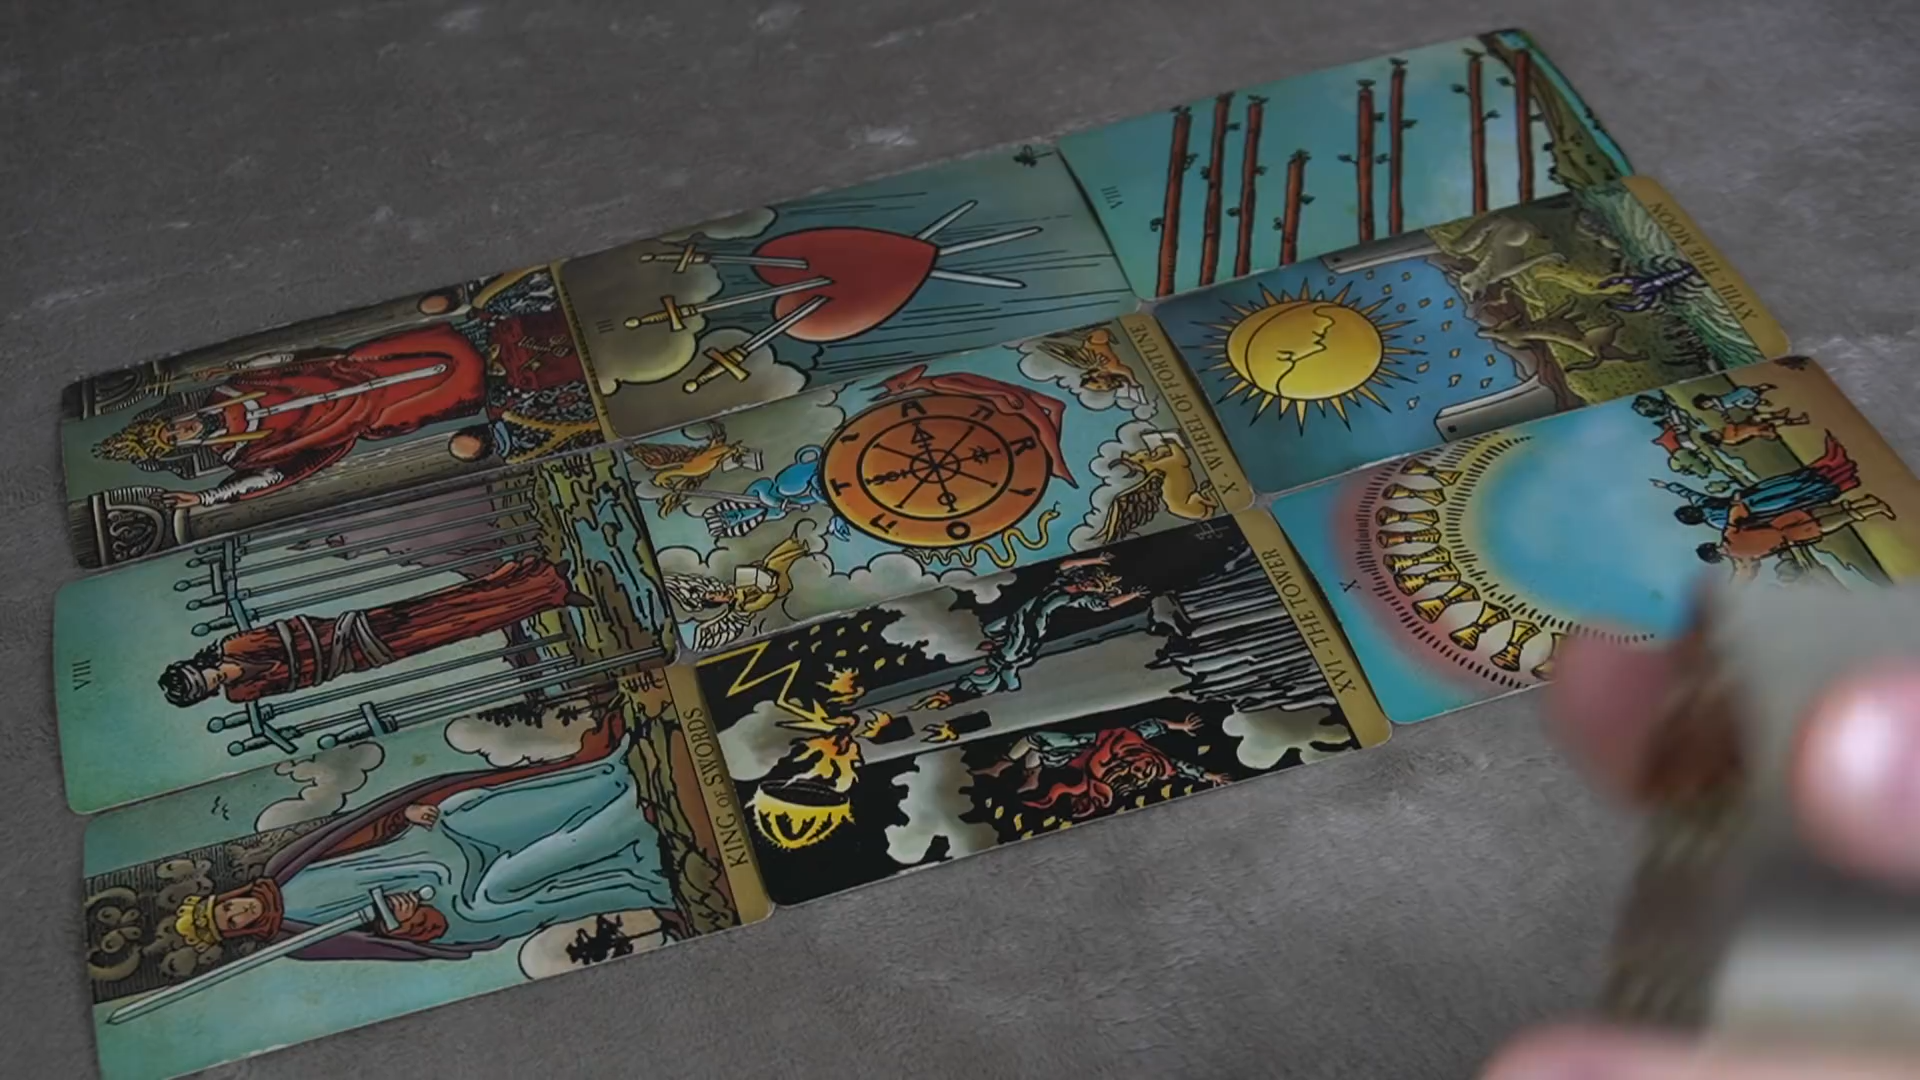 VIII
III
XVIII THE MOON
X · WHEEL OF FORTUNE
VIII
X
XVI - THE TOWER
KING OF SWORDS